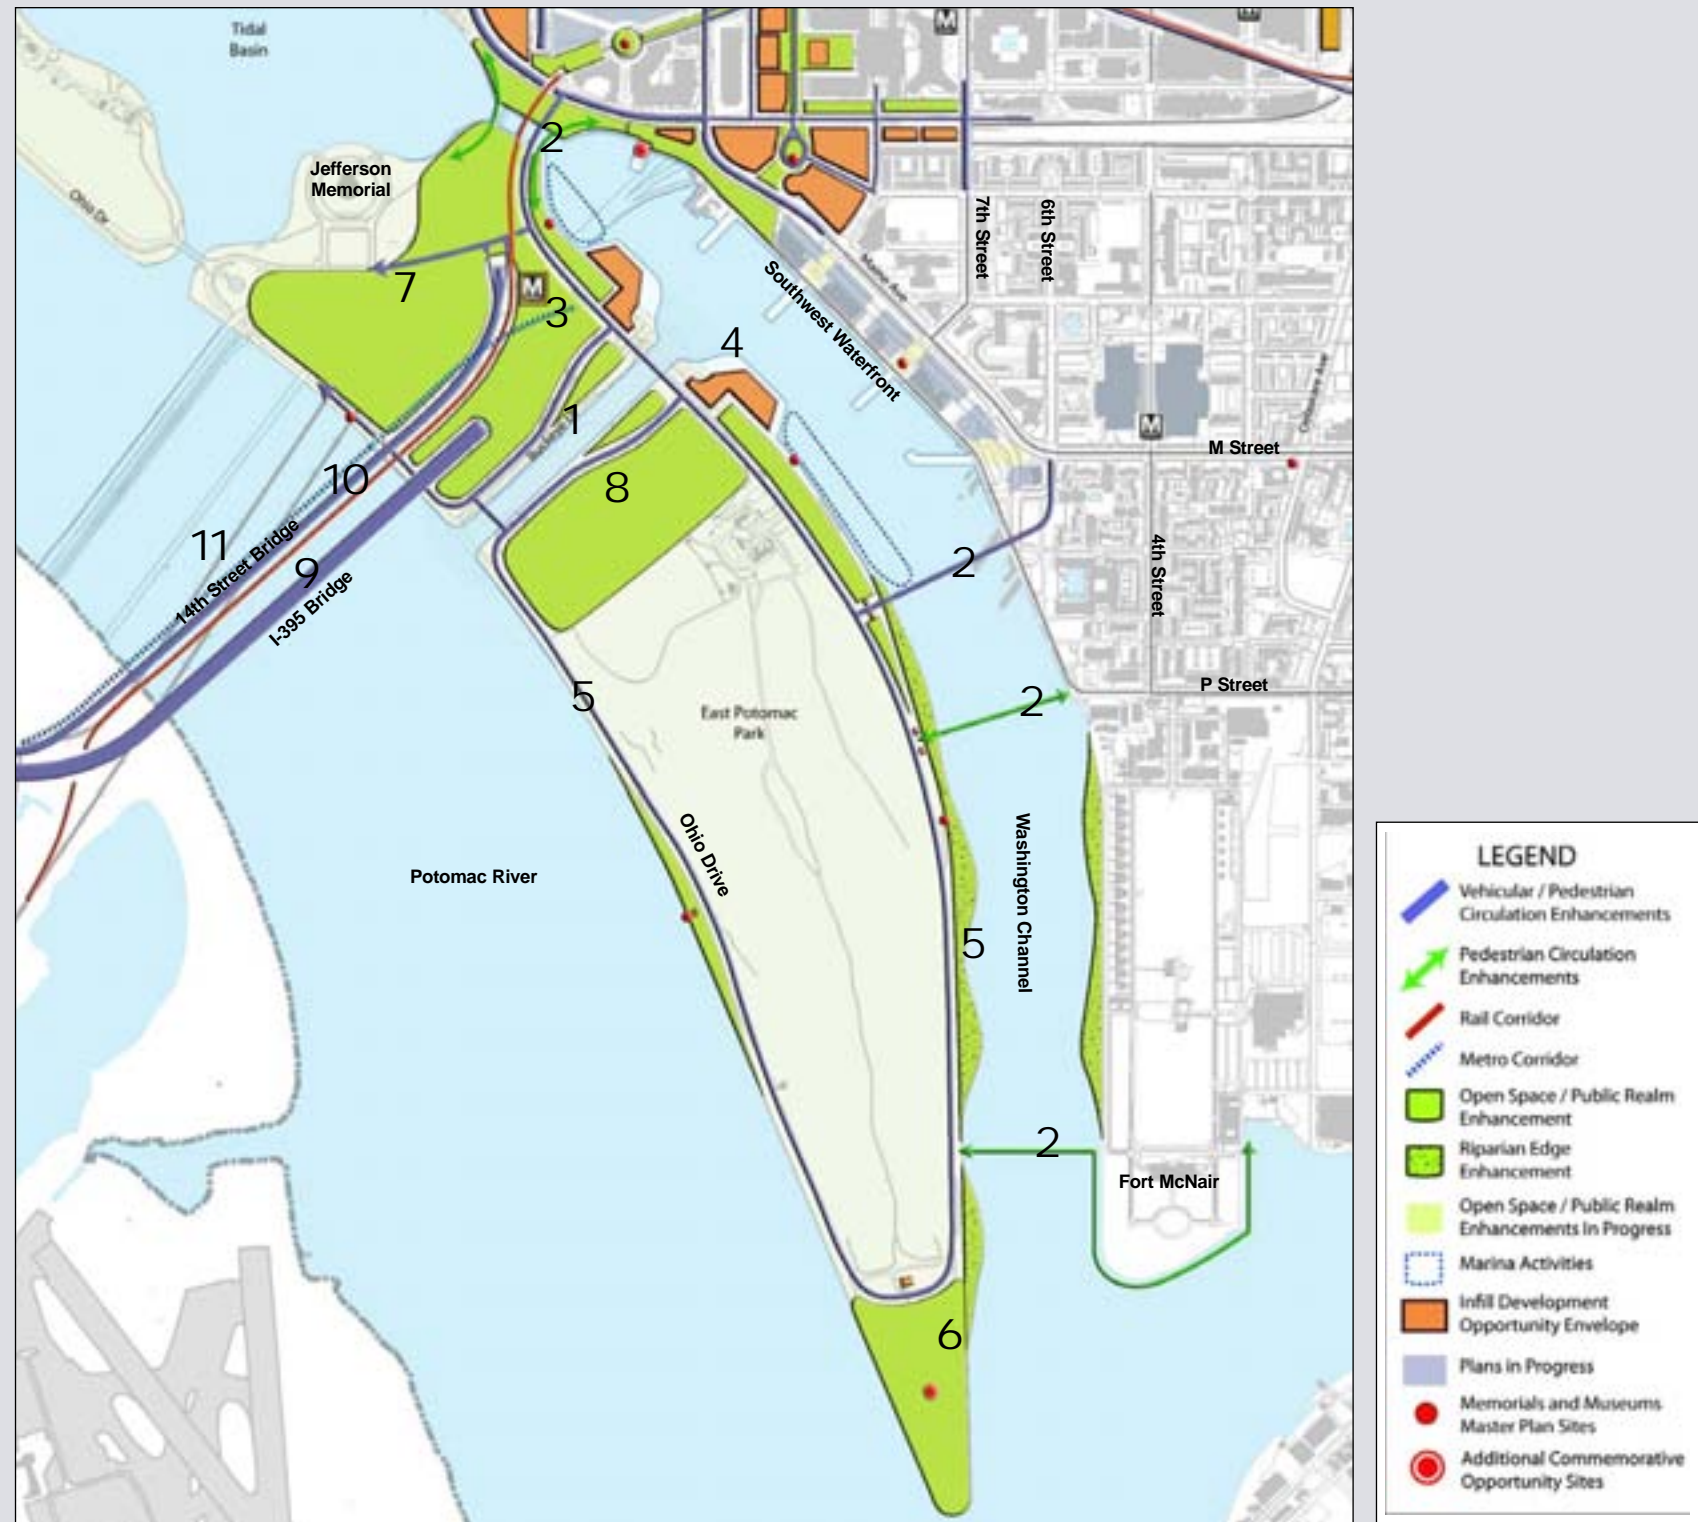 Tidal
Basin
M
M
Jefferson
Memorial
Ohio Dr
2
7
M
3
4
7th Street
6th Street
Maine Ave
Southwest Waterfront
Delaware Ave
1
M
M Street
10
8
11
14th Street Bridge
9
I-395 Bridge
2
4th Street
5
East Potomac
Park
2
P Street
Ohio Drive
Washington Channel
Potomac River
5
2
Fort McNair
6
LEGEND
Vehicular / Pedestrian
Circulation Enhancements
Pedestrian Circulation
Enhancements
Rail Corridor
Metro Corridor
Open Space / Public Realm
Enhancement
Riparian Edge
Enhancement
Open Space / Public Realm
Enhancements In Progress
Marina Activities
Infill Development
Opportunity Envelope
Plans in Progress
Memorials and Museums
Master Plan Sites
Additional Commemorative
Opportunity Sites